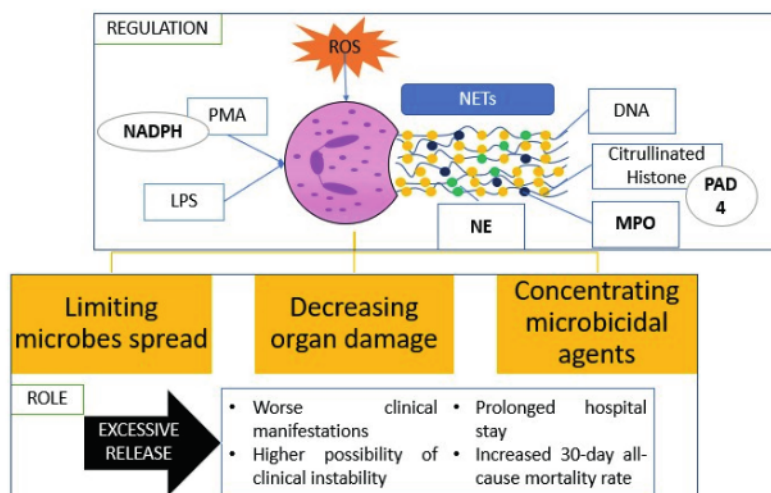 REGULATION
ROS
NETs
PMA
NADPH
LPS
DNA
Citrullinated
Histone
PAD
4
NE
MPO
Limiting
microbes spread
Decreasing
organ damage
Concentrating
microbicidal
agents
ROLE
EXCESSIVE
RELEASE
• Worse clinical
manifestations
• Higher possibility of
clinical instability
• Prolonged hospital
stay
• Increased 30-day all-
cause mortality rate